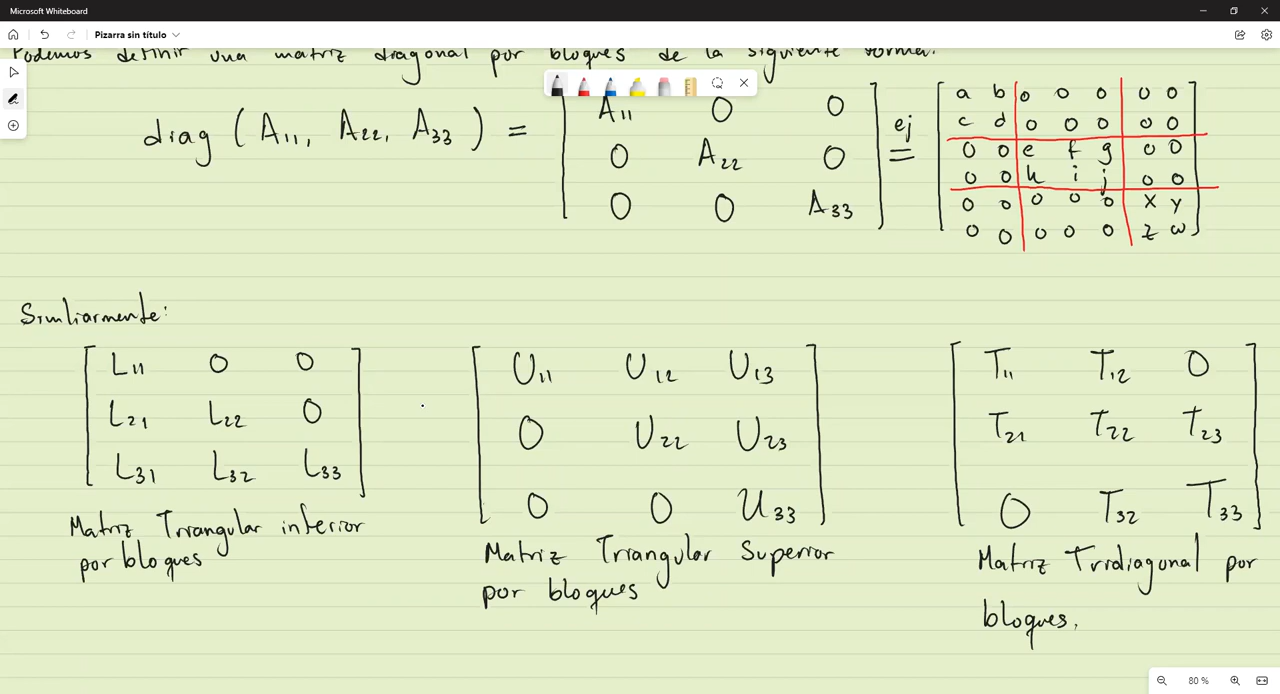 Microsoft Whiteboard
Pizarra sin título
Podemos definir una matriz diagonal por bloques de la siguiente forma:
diag (A11, A22, A33) = [A11 0 0
0 A22 0
0 0 A33]
ej =
[a b 0 0 0 0 0
c d 0 0 0 0 0
0 0 e f g 0 0
0 0 h i j 0 0
0 0 0 0 0 x y
0 0 0 0 0 z w]
Simliarmente:
[L11 0 0
L21 L22 0
L31 L32 L33]
Matriz Triangular inferior
por bloques
[U11 U12 U13
0 U22 U23
0 0 U33]
Matriz Triangular Superior
por bloques
[T11 T12 0
T21 T22 T23
0 T32 T33]
Matriz Tridiagonal por
bloques.
80 %